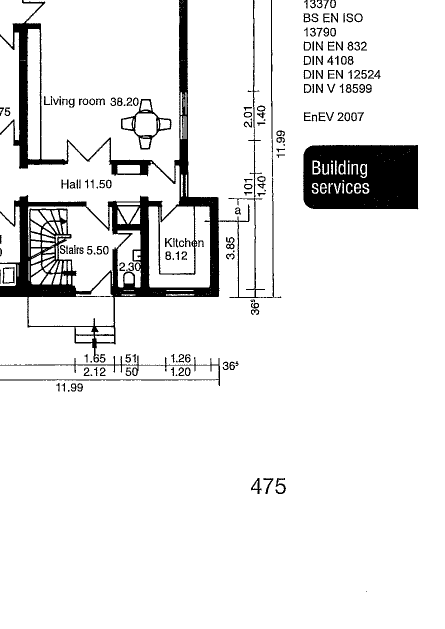 13370
BS EN ISO
13790
DIN EN 832
DIN 4108
DIN EN 12524
DIN V 18599
EnEV 2007
Building
services
Living room 38.20
75
Hall 11.50
Stairs 5.50
2.30
Kitchen
8.12
2.01
1.40
11.99
101
1.40
3.85
36⁵
1.65 51 1.26 36⁵
2.12 50 1.20
11.99
475